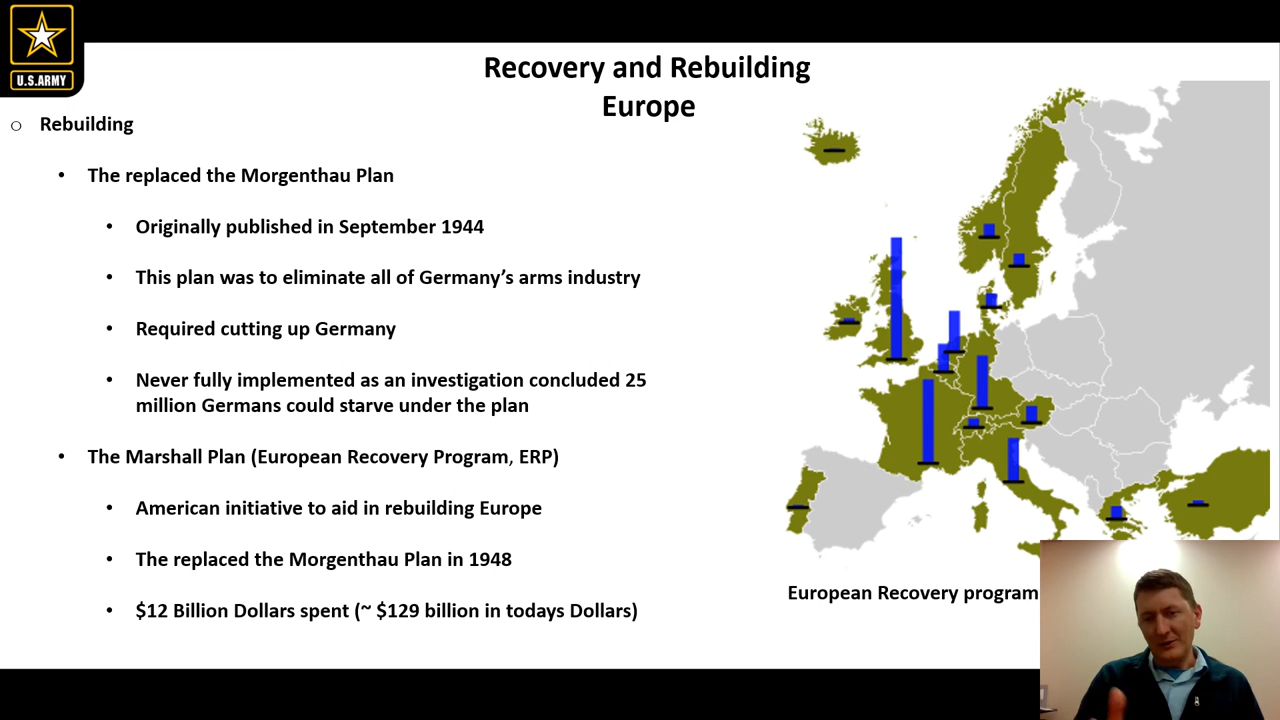 U.S.ARMY
Recovery and Rebuilding
Europe
Rebuilding
The replaced the Morgenthau Plan
Originally published in September 1944
This plan was to eliminate all of Germany’s arms industry
Required cutting up Germany
Never fully implemented as an investigation concluded 25
million Germans could starve under the plan
The Marshall Plan (European Recovery Program, ERP)
American initiative to aid in rebuilding Europe
The replaced the Morgenthau Plan in 1948
$12 Billion Dollars spent (~ $129 billion in todays Dollars)
European Recovery program